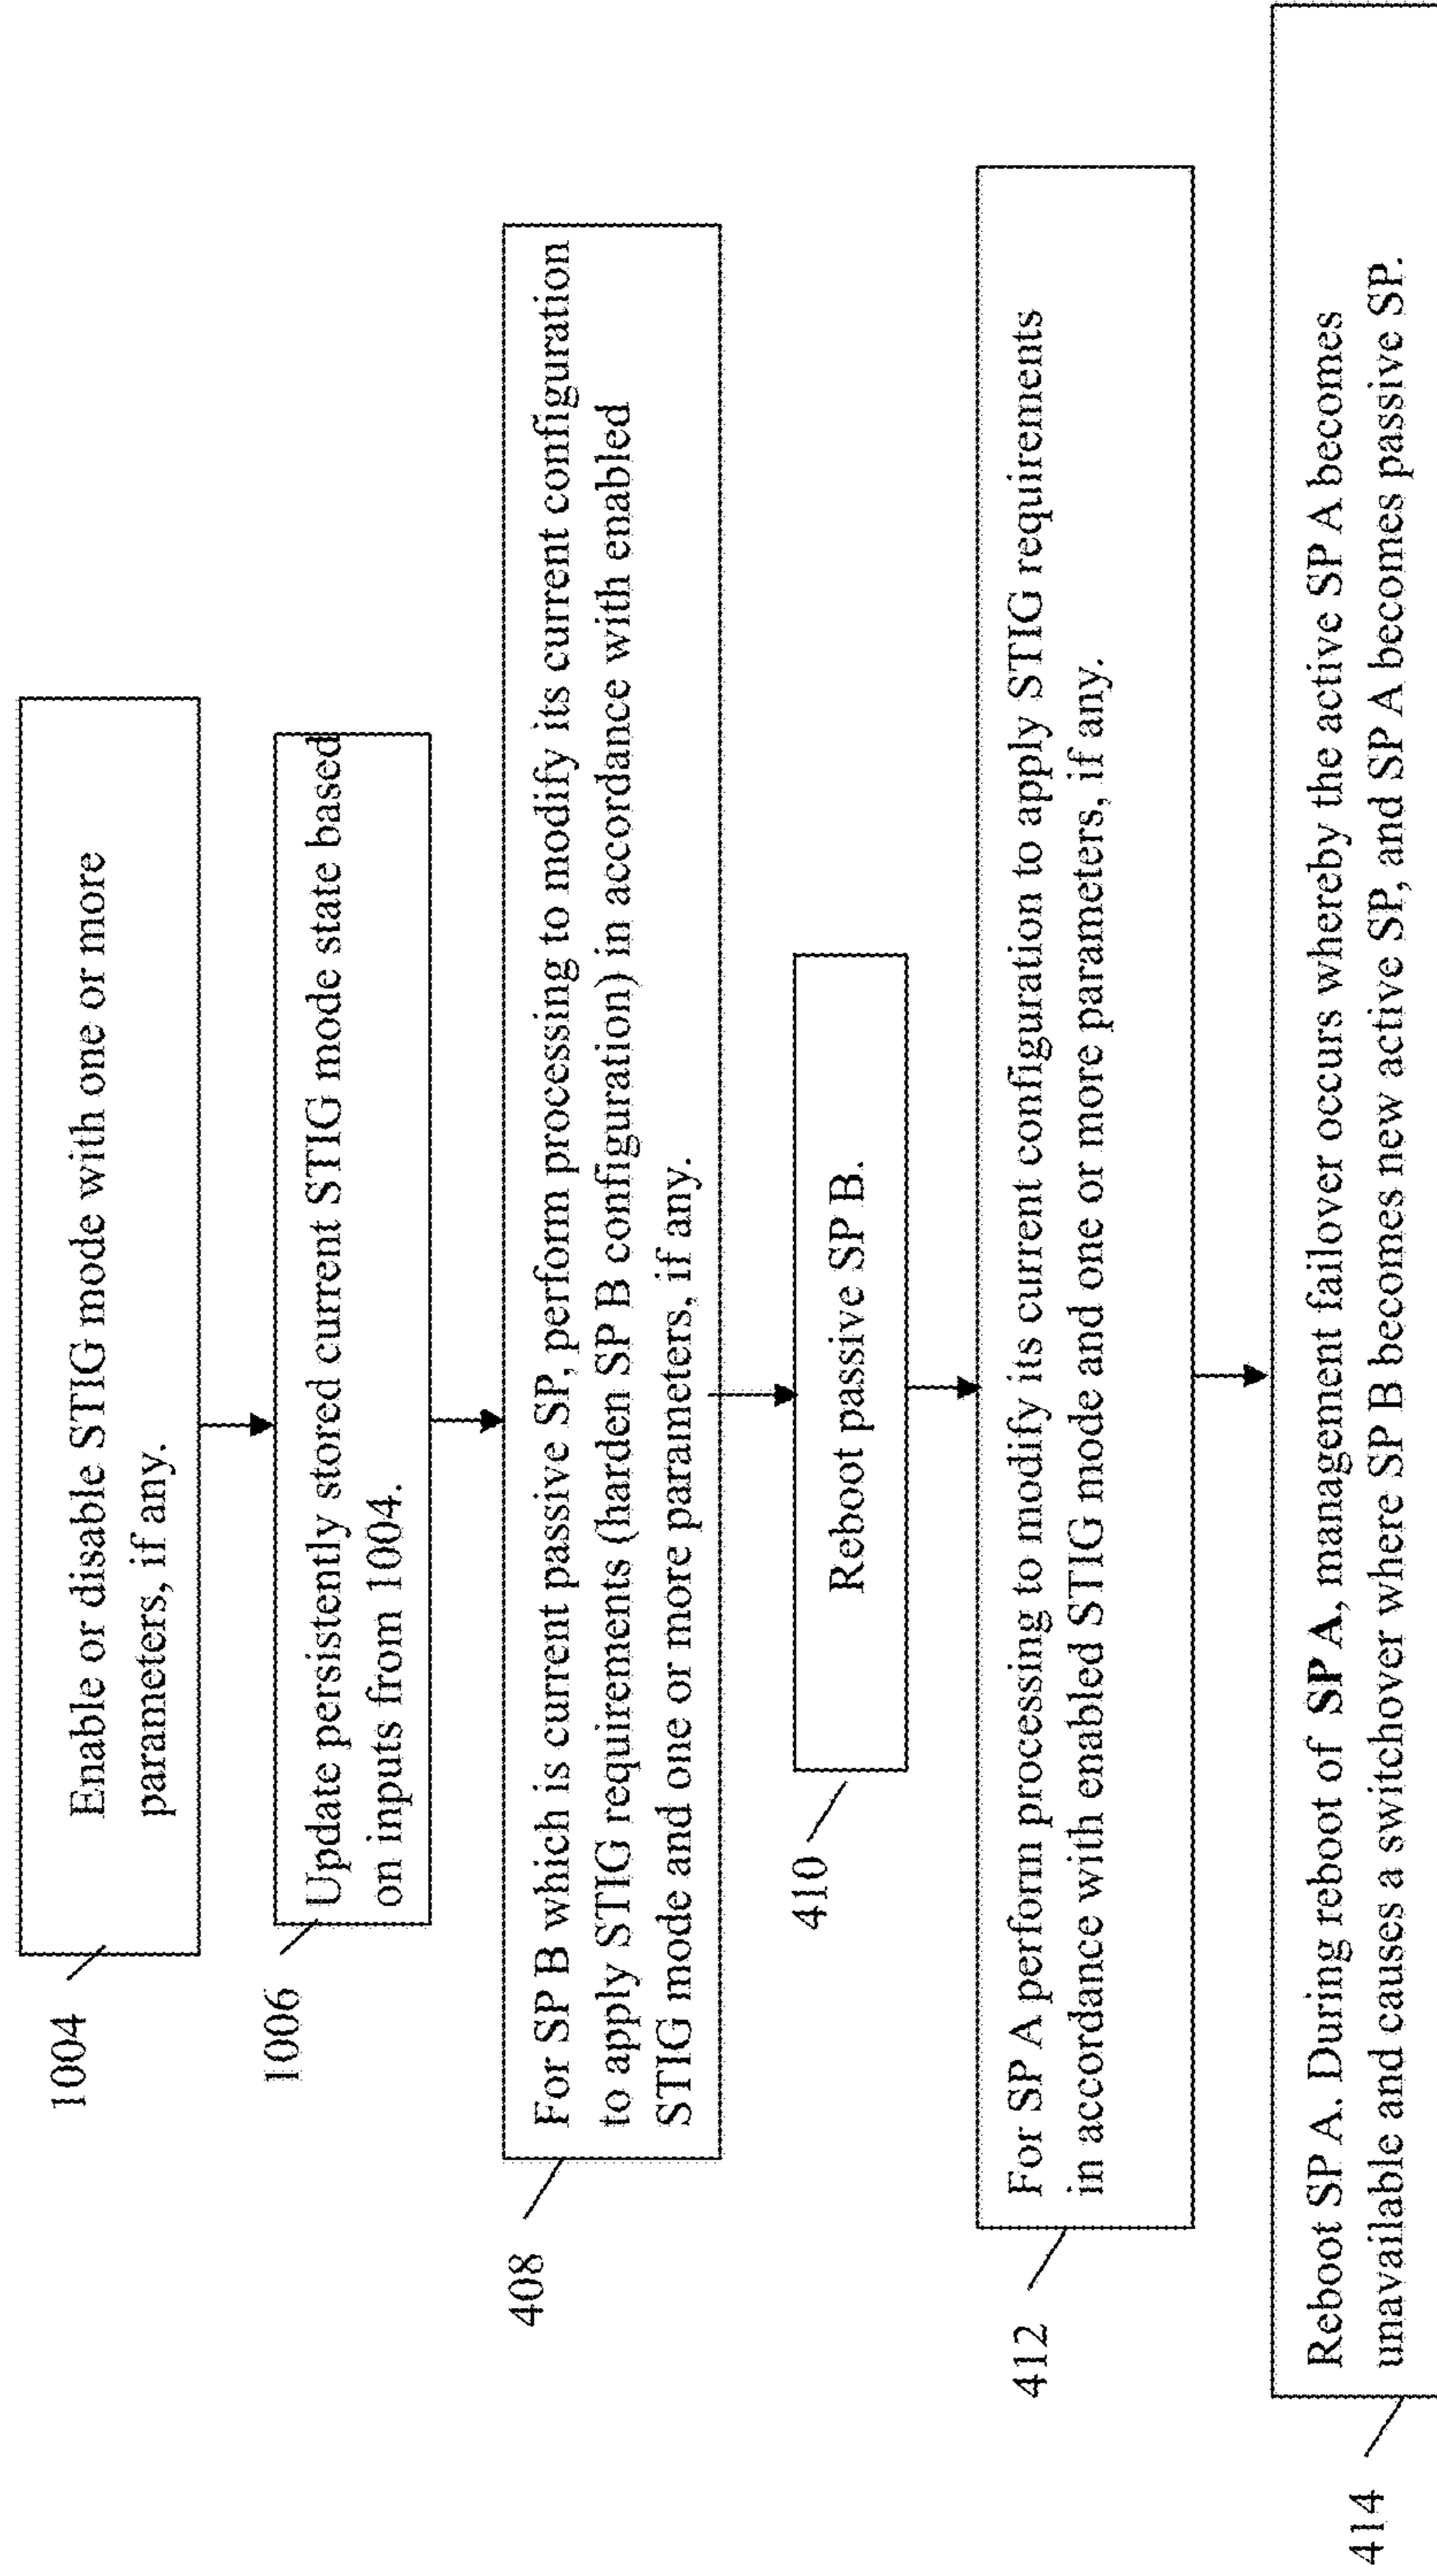 1004
Enable or disable STIG mode with one or more
parameters, if any.
1006
Update persistently stored current STIG mode state based
on inputs from 1004.
408
For SP B which is current passive SP, perform processing to modify its current configuration
to apply STIG requirements (harden SP B configuration) in accordance with enabled
STIG mode and one or more parameters, if any.
410
Reboot passive SP B.
412
For SP A perform processing to modify its current configuration to apply STIG requirements
in accordance with enabled STIG mode and one or more parameters, if any.
414
Reboot SP A. During reboot of SP A, management failover occurs whereby the active SP A becomes
unavailable and causes a switchover where SP B becomes new active SP, and SP A becomes passive SP.